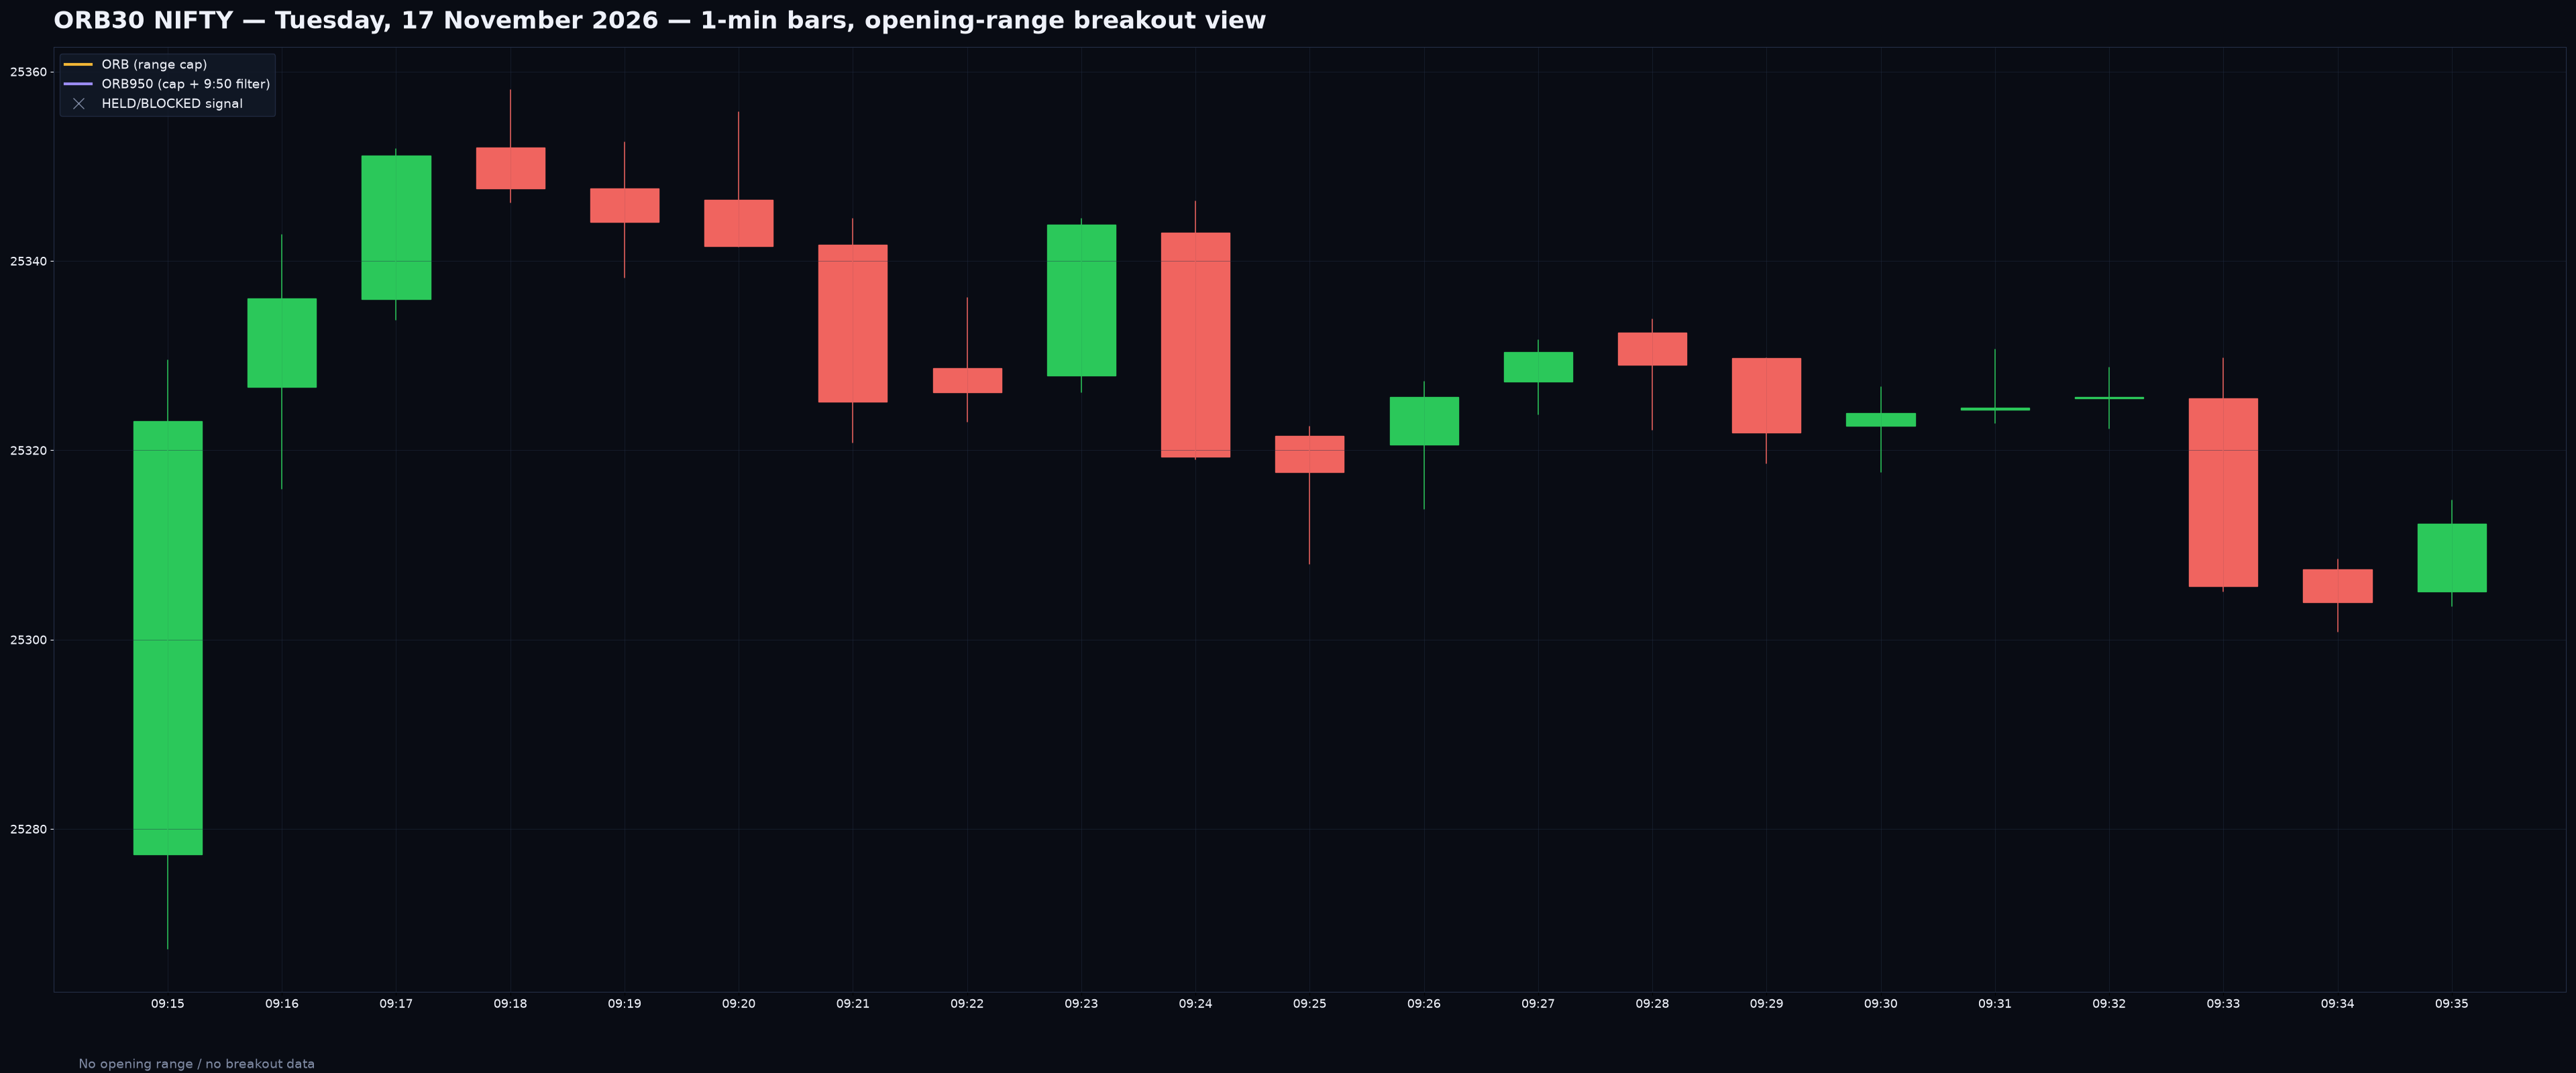 ORB30 NIFTY — Tuesday, 17 November 2026 — 1-min bars, opening-range breakout view
ORB (range cap)
ORB950 (cap + 9:50 filter)
HELD/BLOCKED signal
25360
25340
25320
25300
25280
09:15 09:16 09:17 09:18 09:19 09:20 09:21 09:22 09:23 09:24 09:25 09:26 09:27 09:28 09:29 09:30 09:31 09:32 09:33 09:34 09:35
No opening range / no breakout data